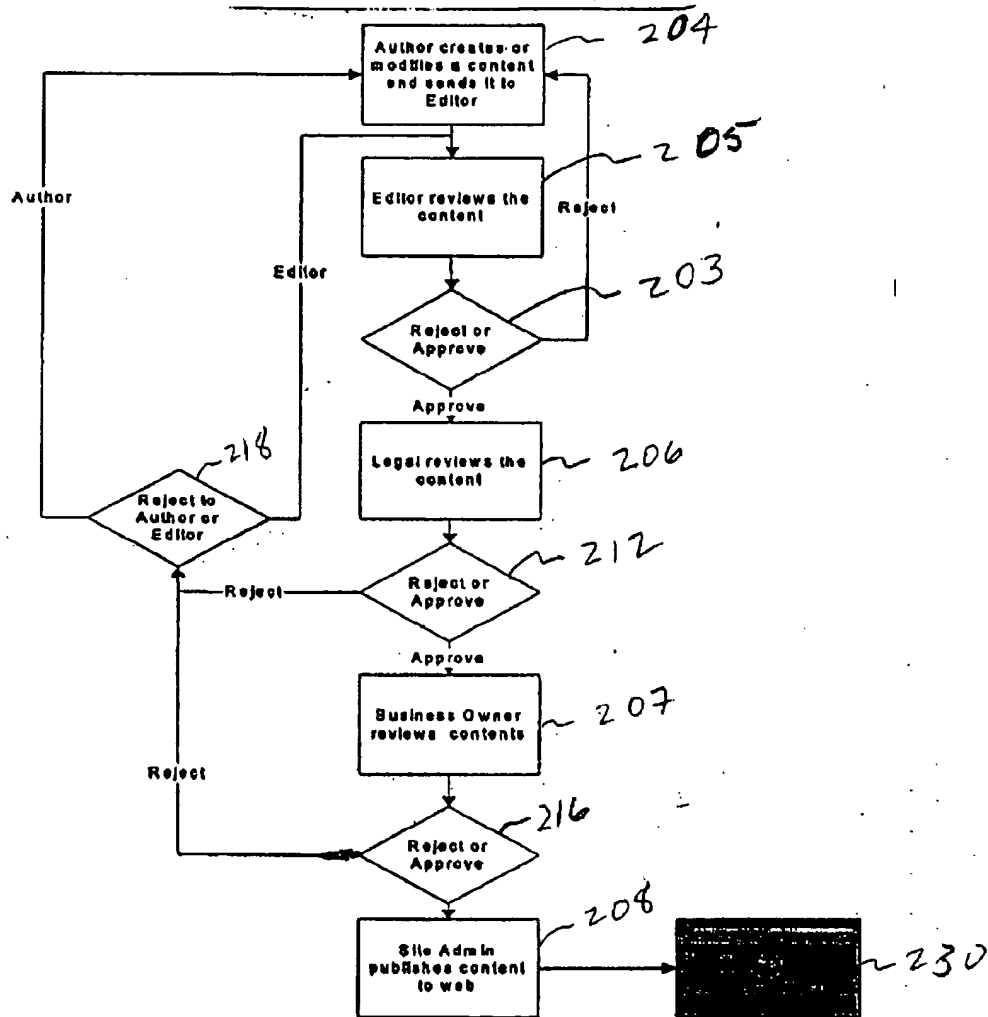 204
Author creates or
modifies a content
and sends it to
Editor
205
Author
Editor reviews the
content
Reject
Editor
203
Reject or
Approve
Approve
218
Legal reviews the
content
206
Reject to
Author or
Editor
212
Reject
Reject or
Approve
Approve
Business Owner
reviews contents
207
Reject
216
Reject or
Approve
208
Site Admin
publishes content
to web
230